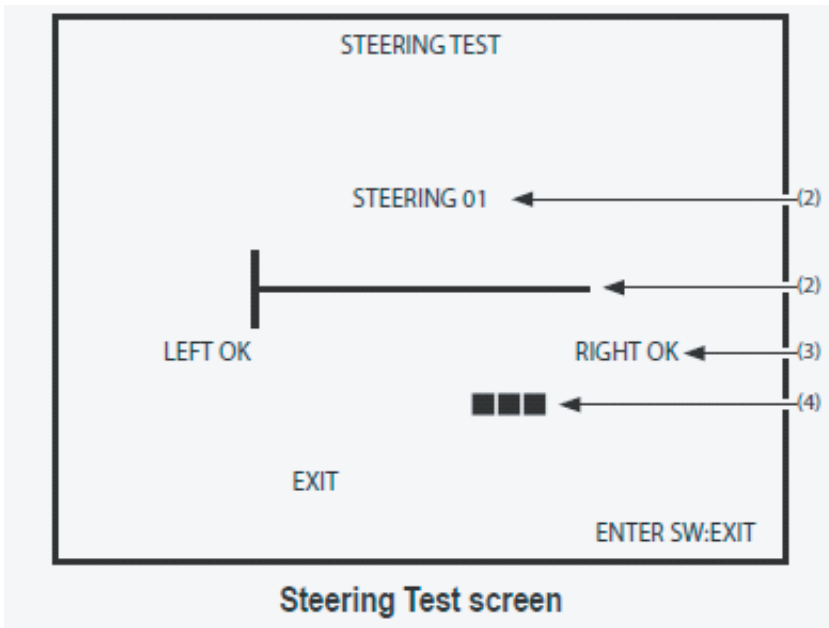 STEERING TEST
STEERING 01 (2)
(2)
LEFT OK RIGHT OK (3)
(4)
EXIT
ENTER SW:EXIT
Steering Test screen